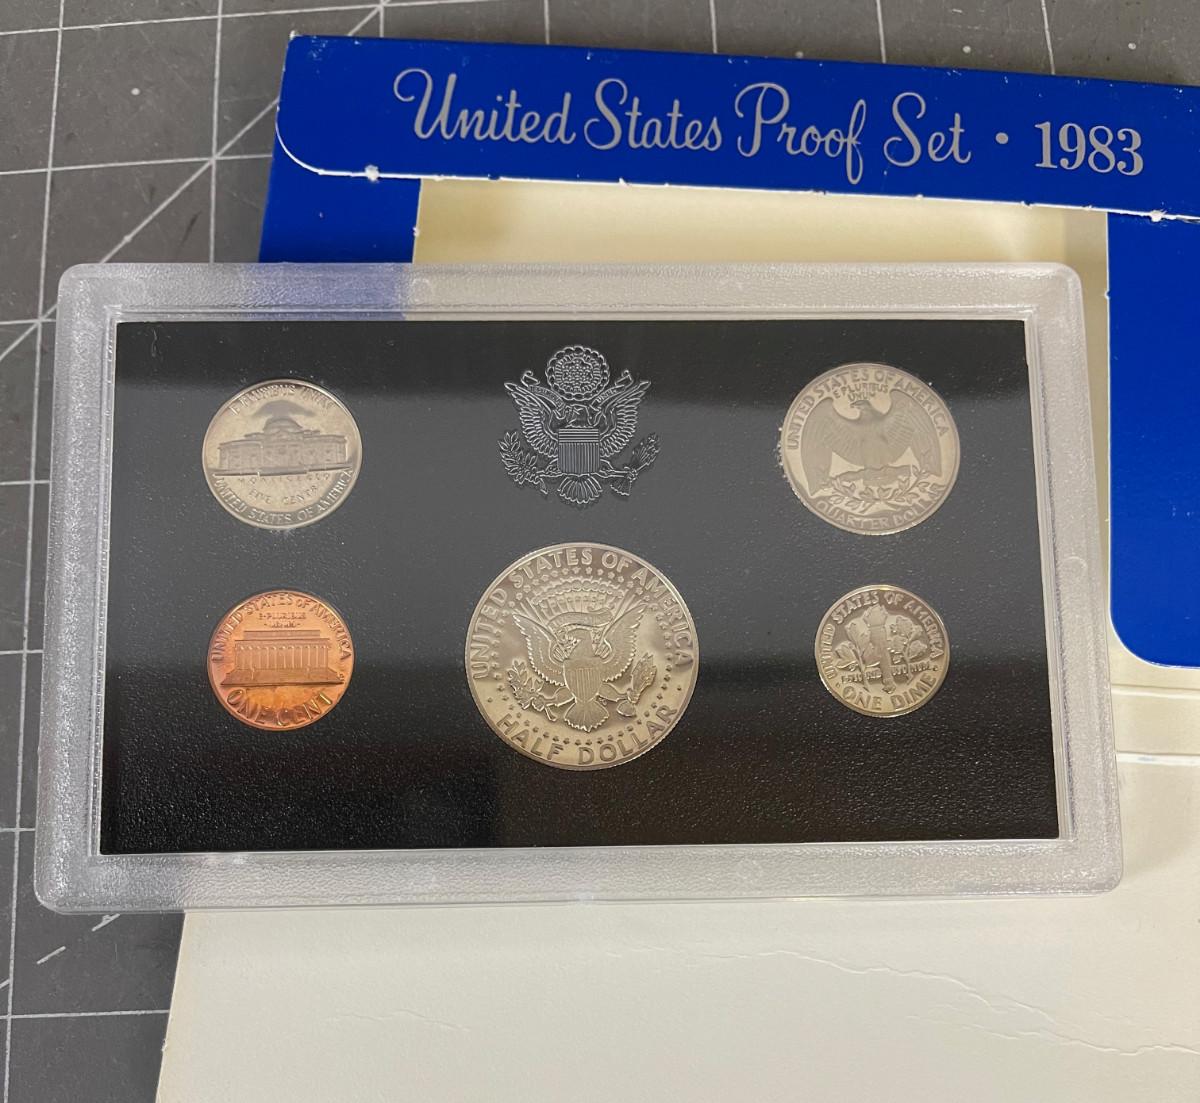 United States Proof Set · 1983
E PLURIBUS UNUM
MONTICELLO
FIVE CENTS
UNITED STATES OF AMERICA
UNITED STATES OF AMERICA
E PLURIBUS
UNUM
QUARTER DOLLAR
UNITED STATES OF AMERICA
E·PLURIBUS
·UNUM·
ONE CENT
UNITED STATES OF AMERICA
· HALF DOLLAR ·
UNITED STATES OF AMERICA
· ONE DIME ·